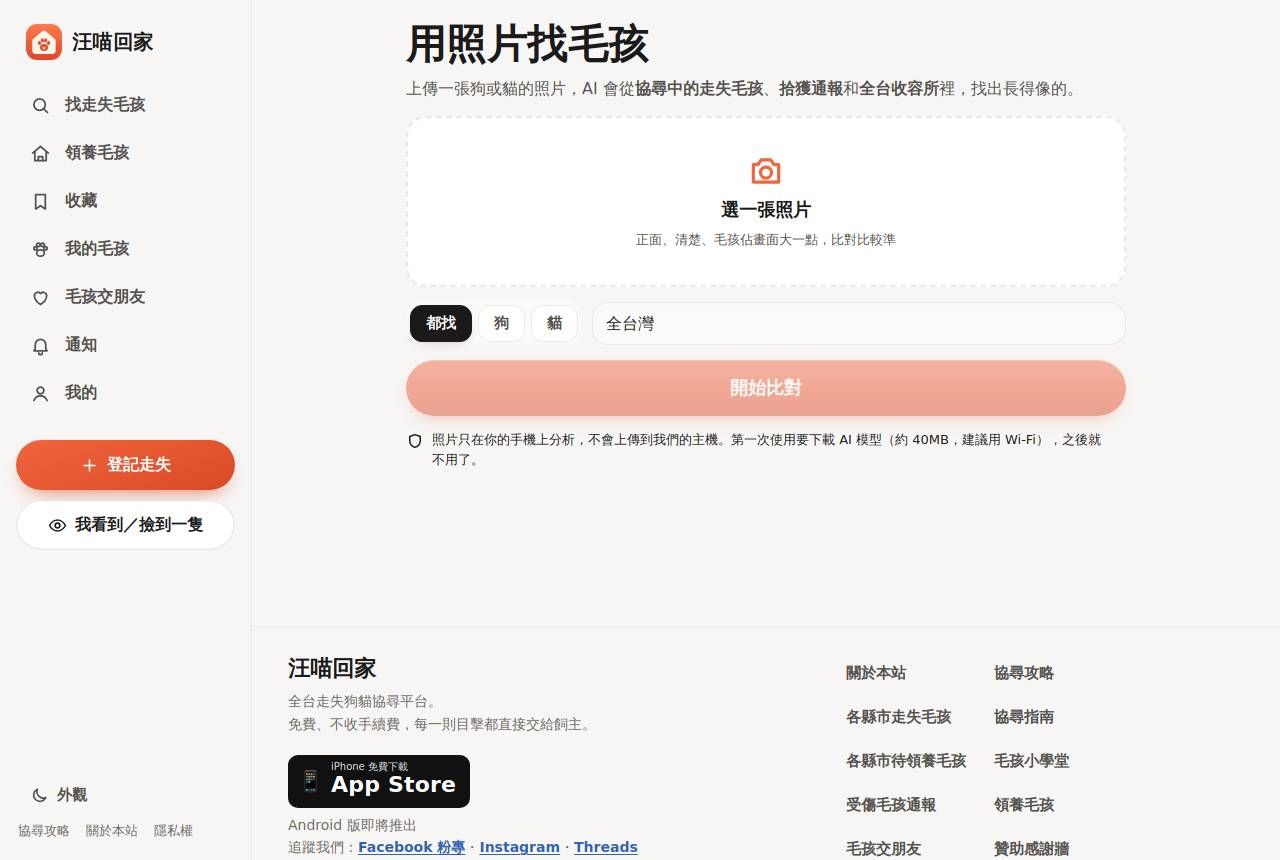 汪喵回家
找走失毛孩
領養毛孩
收藏
我的毛孩
毛孩交朋友
通知
我的
登記走失
我看到／撿到一隻
外觀
協尋攻略 關於本站 隱私權
用照片找毛孩
上傳一張狗或貓的照片，AI 會從協尋中的走失毛孩、拾獲通報和全台收容所裡，找出長得像的。
選一張照片
正面、清楚、毛孩佔畫面大一點，比對比較準
都找 狗 貓 全台灣
開始比對
照片只在你的手機上分析，不會上傳到我們的主機。第一次使用要下載 AI 模型（約 40MB，建議用 Wi-Fi），之後就
不用了。
汪喵回家
全台走失狗貓協尋平台。
免費、不收手續費，每一則目擊都直接交給飼主。
iPhone 免費下載
App Store
Android 版即將推出
追蹤我們：Facebook 粉專 · Instagram · Threads
關於本站
各縣市走失毛孩
各縣市待領養毛孩
受傷毛孩通報
毛孩交朋友
協尋攻略
協尋指南
毛孩小學堂
領養毛孩
贊助感謝牆